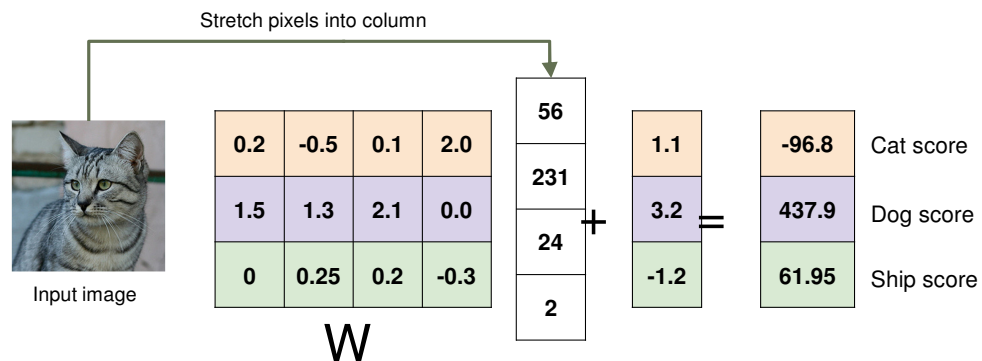 Stretch pixels into column
56
0.2 -0.5 0.1 2.0 1.1 -96.8 Cat score
231
1.5 1.3 2.1 0.0 + 3.2 = 437.9 Dog score
24
0 0.25 0.2 -0.3 -1.2 61.95 Ship score
Input image
2
W